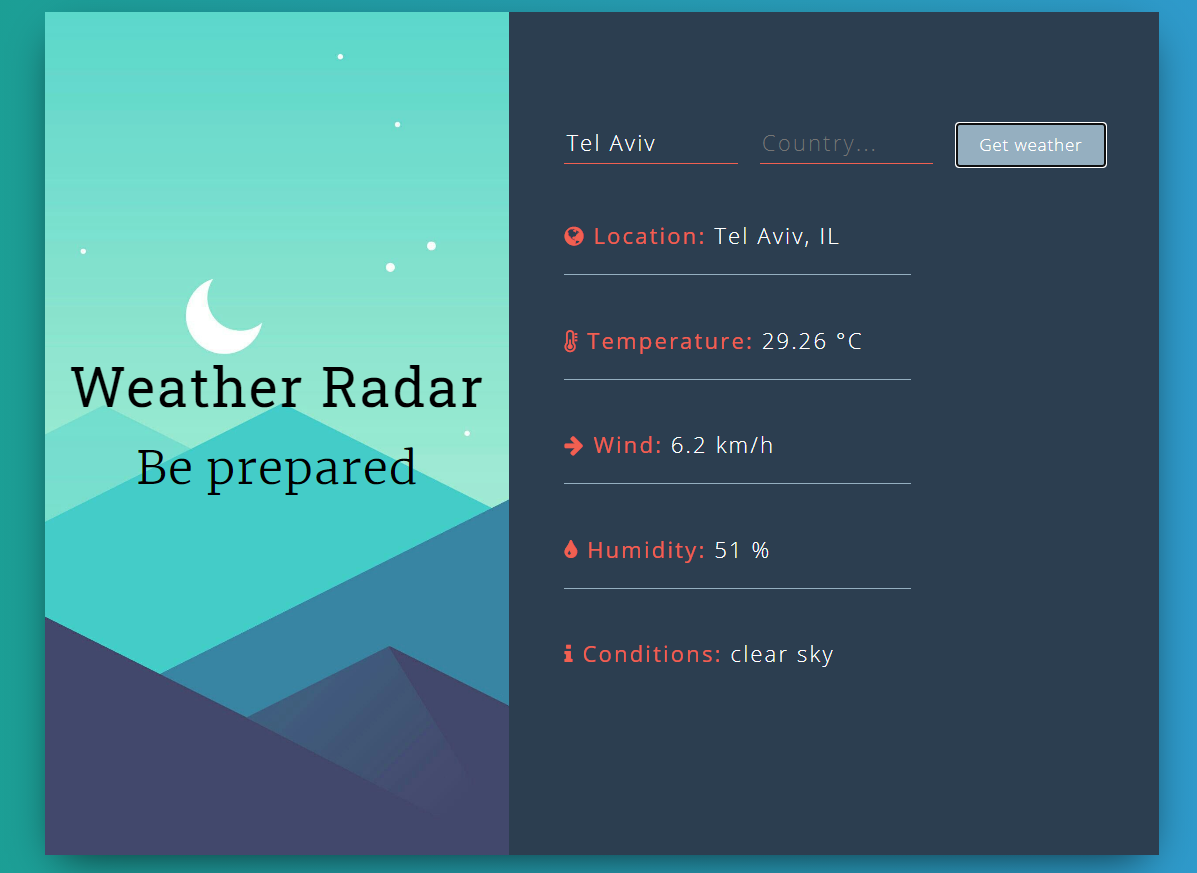 Weather Radar
Be prepared
Tel Aviv
Country...
Get weather
Location: Tel Aviv, IL
Temperature: 29.26 °C
Wind: 6.2 km/h
Humidity: 51 %
Conditions: clear sky